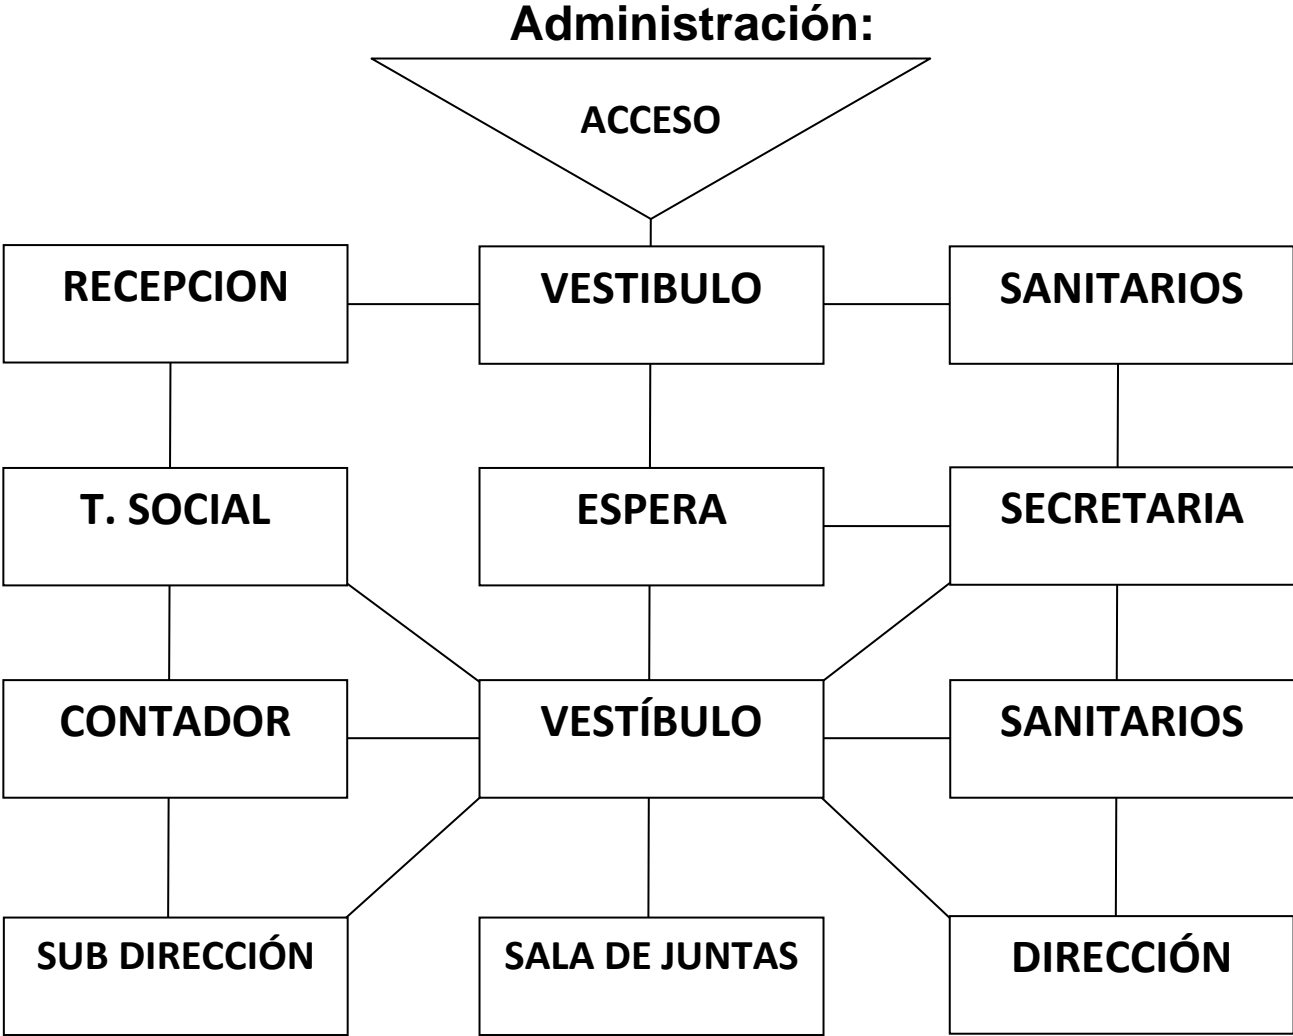 Administración:
ACCESO
RECEPCION
VESTIBULO
SANITARIOS
T. SOCIAL
ESPERA
SECRETARIA
CONTADOR
VESTÍBULO
SANITARIOS
SUB DIRECCIÓN
SALA DE JUNTAS
DIRECCIÓN